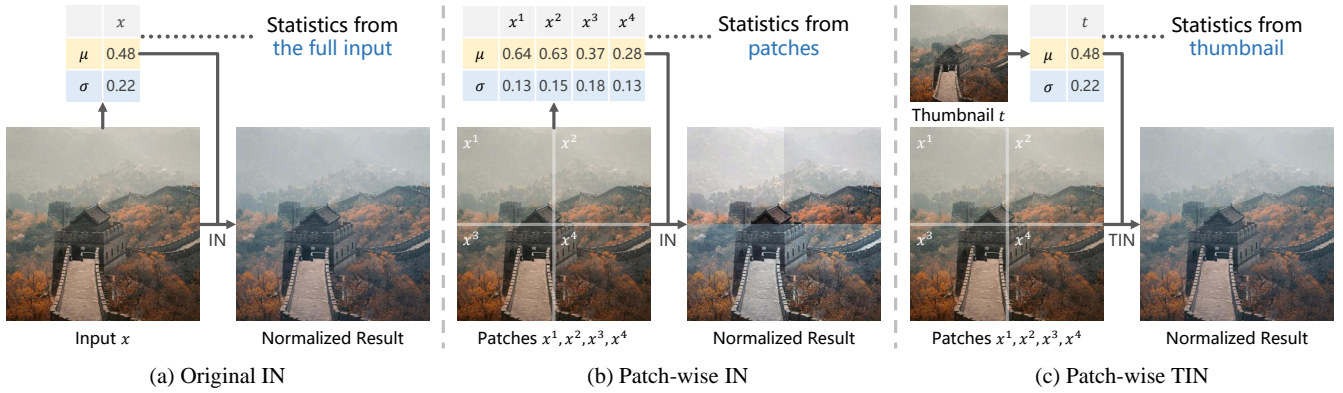 x
μ 0.48
σ 0.22
Statistics from
the full input
x¹ x² x³ x⁴
μ 0.64 0.63 0.37 0.28
σ 0.13 0.15 0.18 0.13
Statistics from
patches
t
μ 0.48
σ 0.22
Statistics from
thumbnail
Thumbnail t
IN
x¹ x²
x³ x⁴
IN
x¹ x²
x³ x⁴
TIN
Input x
Normalized Result
Patches x¹, x², x³, x⁴
Normalized Result
Patches x¹, x², x³, x⁴
Normalized Result
(a) Original IN
(b) Patch-wise IN
(c) Patch-wise TIN